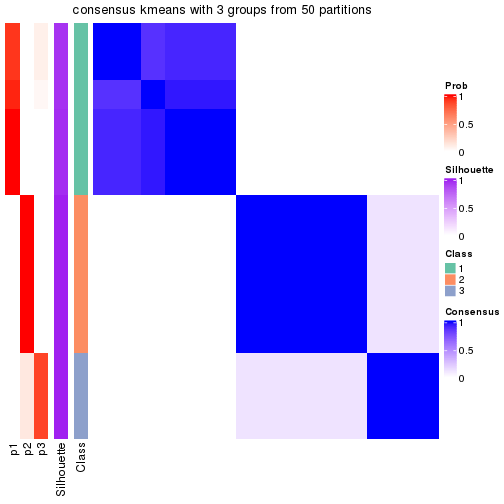 consensus kmeans with 3 groups from 50 partitions
Prob
1
0.5
0
Silhouette
1
0.5
0
Class
1
2
3
Consensus
1
0.5
0
p1
p2
p3
Silhouette
Class